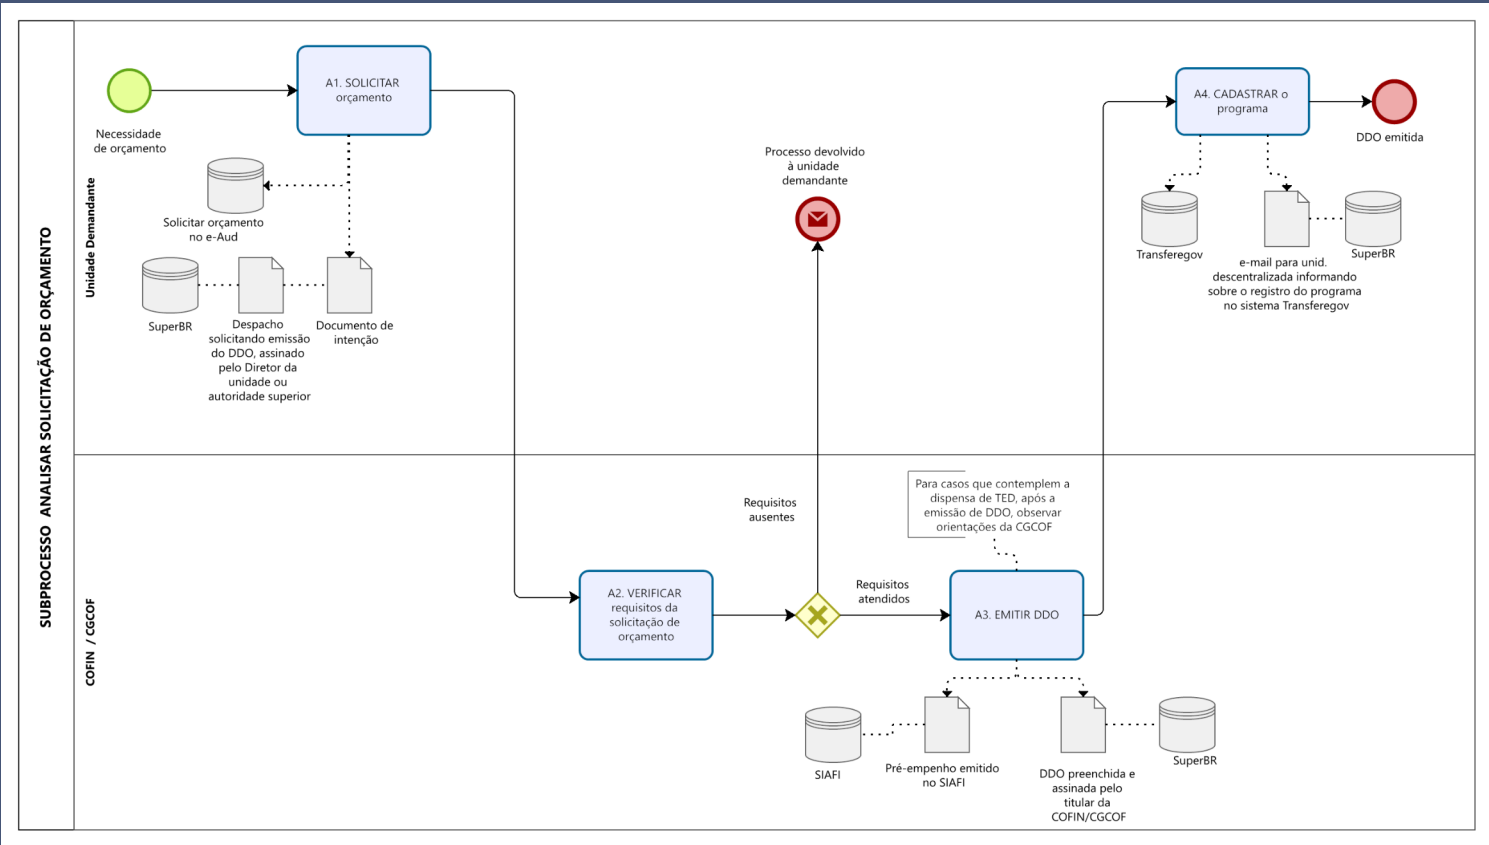 SUBPROCESSO ANALISAR SOLICITAÇÃO DE ORÇAMENTO
Unidade Demandante
Necessidade
de orçamento
A1. SOLICITAR
orçamento
Solicitar orçamento
no e-Aud
SuperBR
Despacho
solicitando emissão
do DDO, assinado
pelo Diretor da
unidade ou
autoridade superior
Documento de
intenção
Processo devolvido
à unidade
demandante
A4. CADASTRAR o
programa
DDO emitida
Transferegov
e-mail para unid.
descentralizada informando
sobre o registro do programa
no sistema Transferegov
SuperBR
COFIN / CGCOF
A2. VERIFICAR
requisitos da
solicitação de
orçamento
Requisitos
ausentes
Requisitos
atendidos
Para casos que contemplem a
dispensa de TED, após a
emissão de DDO, observar
orientações da CGCOF
A3. EMITIR DDO
SIAFI
Pré-empenho emitido
no SIAFI
DDO preenchida e
assinada pelo
titular da
COFIN/CGCOF
SuperBR